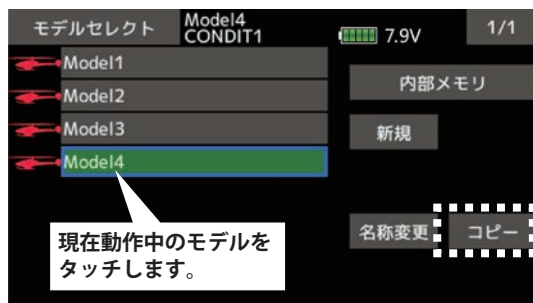 モデルセレクト
Model4
CONDIT1
7.9V
1/1
Model1
Model2
Model3
Model4
内部メモリ
新規
名称変更
コピー
現在動作中のモデルを
タッチします。